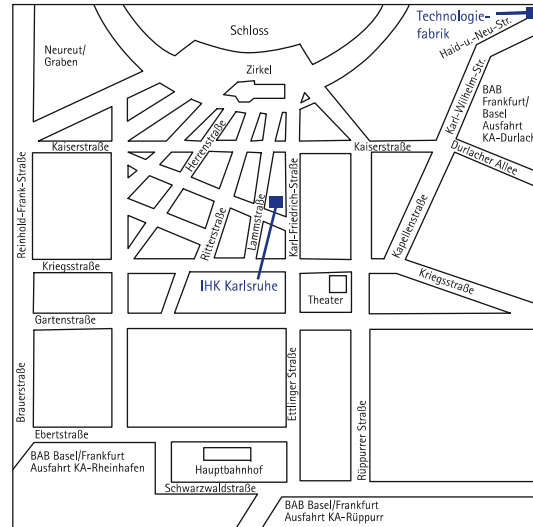 Technologie-
fabrik
Haid-u.-Neu-Str.
Schloss
Neureut/
Graben
Zirkel
Karl-Wilhelm-Str.
BAB
Frankfurt/
Basel
Ausfahrt
KA-Durlach
Herrenstraße
Kaiserstraße
Kaiserstraße
Durlacher Allee
Reinhold-Frank-Straße
Ritterstraße
Lammstraße
Karl-Friedrich-Straße
Kapellenstraße
Kriegsstraße
IHK Karlsruhe
Theater
Kriegsstraße
Gartenstraße
Brauerstraße
Ettlinger Straße
Rüppurrer Straße
Ebertstraße
BAB Basel/Frankfurt
Ausfahrt KA-Rheinhafen
Hauptbahnhof
Schwarzwaldstraße
BAB Basel/Frankfurt
Ausfahrt KA-Rüppurr